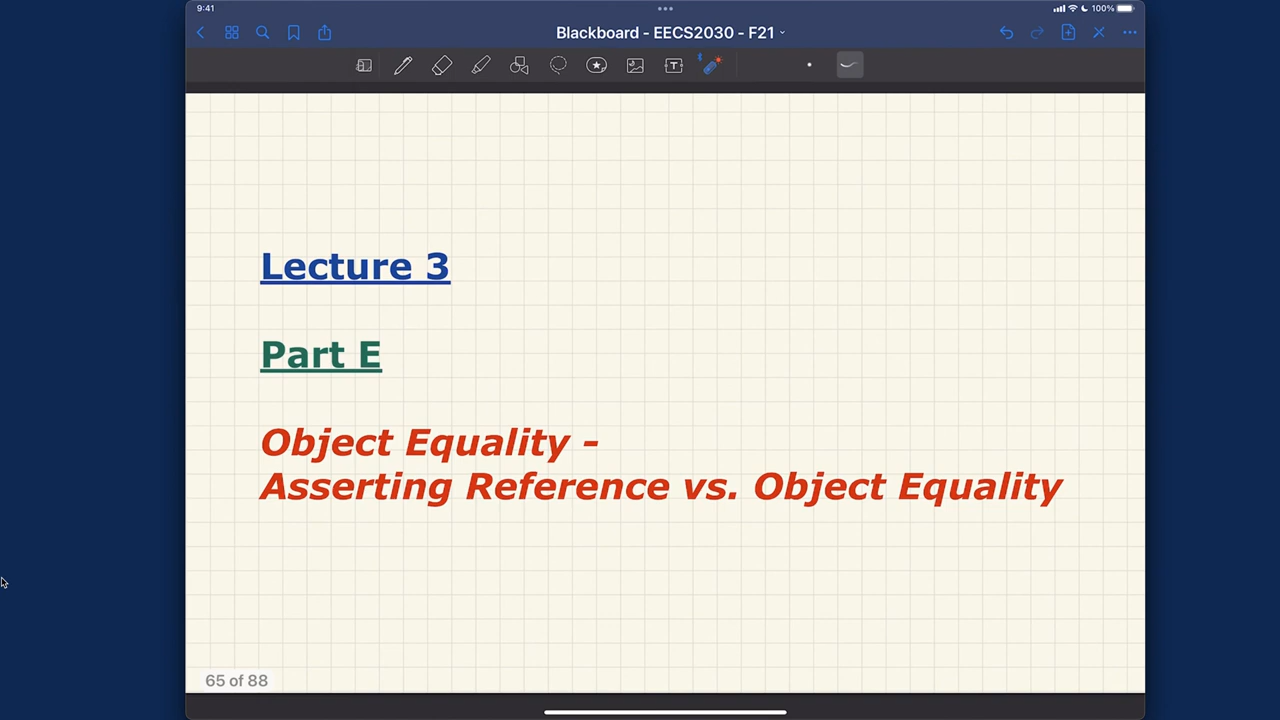 9:41
100%
Blackboard - EECS2030 - F21
Lecture 3
Part E
Object Equality -
Asserting Reference vs. Object Equality
65 of 88